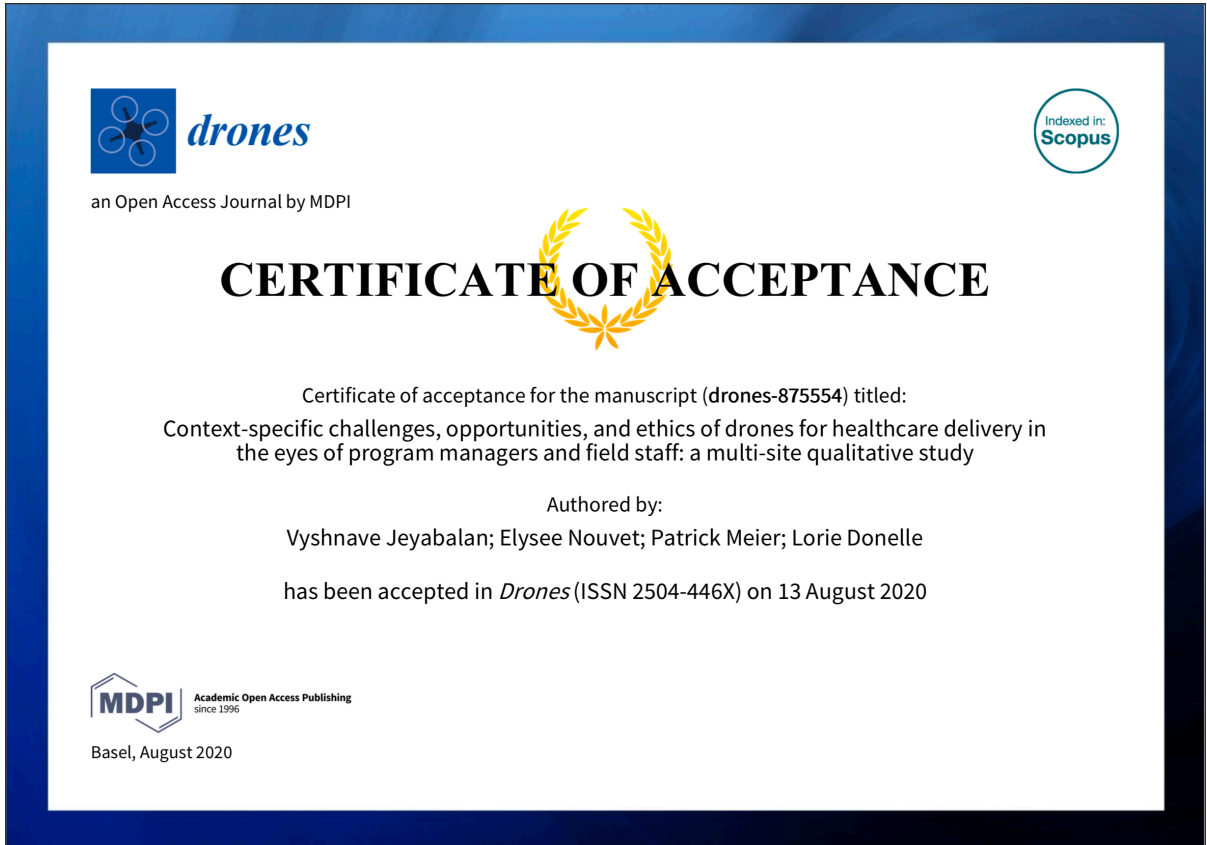 drones
Indexed in:
Scopus
an Open Access Journal by MDPI
CERTIFICATE OF ACCEPTANCE
Certificate of acceptance for the manuscript (drones-875554) titled:
Context-specific challenges, opportunities, and ethics of drones for healthcare delivery in
the eyes of program managers and field staff: a multi-site qualitative study
Authored by:
Vyshnave Jeyabalan; Elysee Nouvet; Patrick Meier; Lorie Donelle
has been accepted in Drones (ISSN 2504-446X) on 13 August 2020
MDPI
Academic Open Access Publishing
since 1996
Basel, August 2020